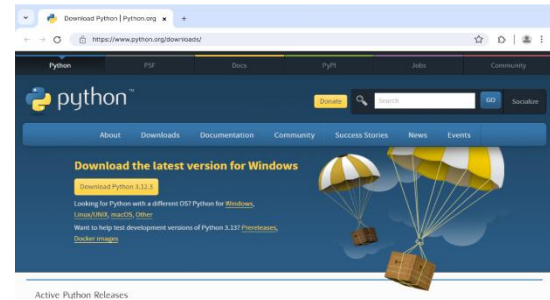 Download Python | Python.org
https://www.python.org/downloads/
Python PSF Docs PyPI Jobs Community
python™
Donate Search GO Socialize
About Downloads Documentation Community Success Stories News Events
Download the latest version for Windows
Download Python 3.12.3
Looking for Python with a different OS? Python for Windows,
Linux/UNIX, macOS, Other
Want to help test development versions of Python 3.13? Prereleases,
Docker images
Active Python Releases